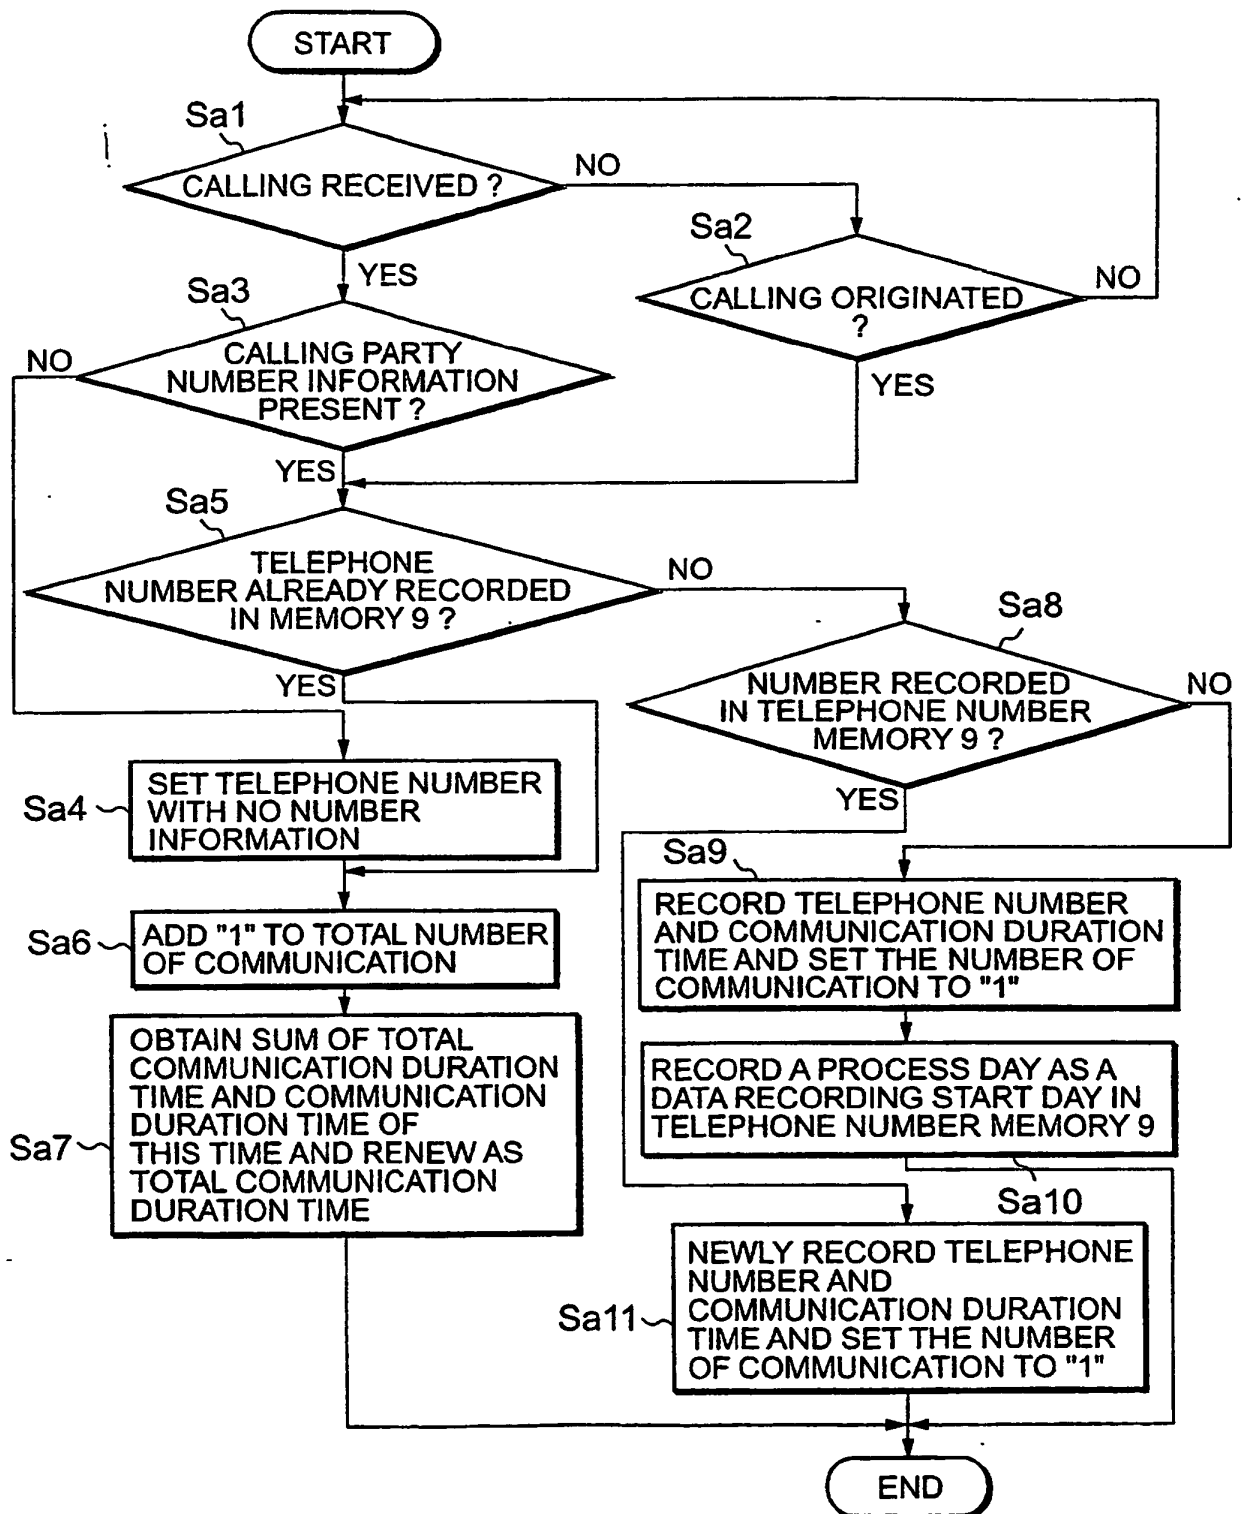 START
Sa1
CALLING RECEIVED ?
NO
YES
Sa2
CALLING ORIGINATED
?
NO
YES
Sa3
CALLING PARTY
NUMBER INFORMATION
PRESENT ?
NO
YES
Sa5
TELEPHONE
NUMBER ALREADY RECORDED
IN MEMORY 9 ?
NO
YES
Sa8
NUMBER RECORDED
IN TELEPHONE NUMBER
MEMORY 9 ?
NO
YES
Sa4
SET TELEPHONE NUMBER
WITH NO NUMBER
INFORMATION
Sa6
ADD "1" TO TOTAL NUMBER
OF COMMUNICATION
Sa7
OBTAIN SUM OF TOTAL
COMMUNICATION DURATION
TIME AND COMMUNICATION
DURATION TIME OF
THIS TIME AND RENEW AS
TOTAL COMMUNICATION
DURATION TIME
Sa9
RECORD TELEPHONE NUMBER
AND COMMUNICATION DURATION
TIME AND SET THE NUMBER OF
COMMUNICATION TO "1"
RECORD A PROCESS DAY AS A
DATA RECORDING START DAY IN
TELEPHONE NUMBER MEMORY 9
Sa10
Sa11
NEWLY RECORD TELEPHONE
NUMBER AND
COMMUNICATION DURATION
TIME AND SET THE NUMBER
OF COMMUNICATION TO "1"
END